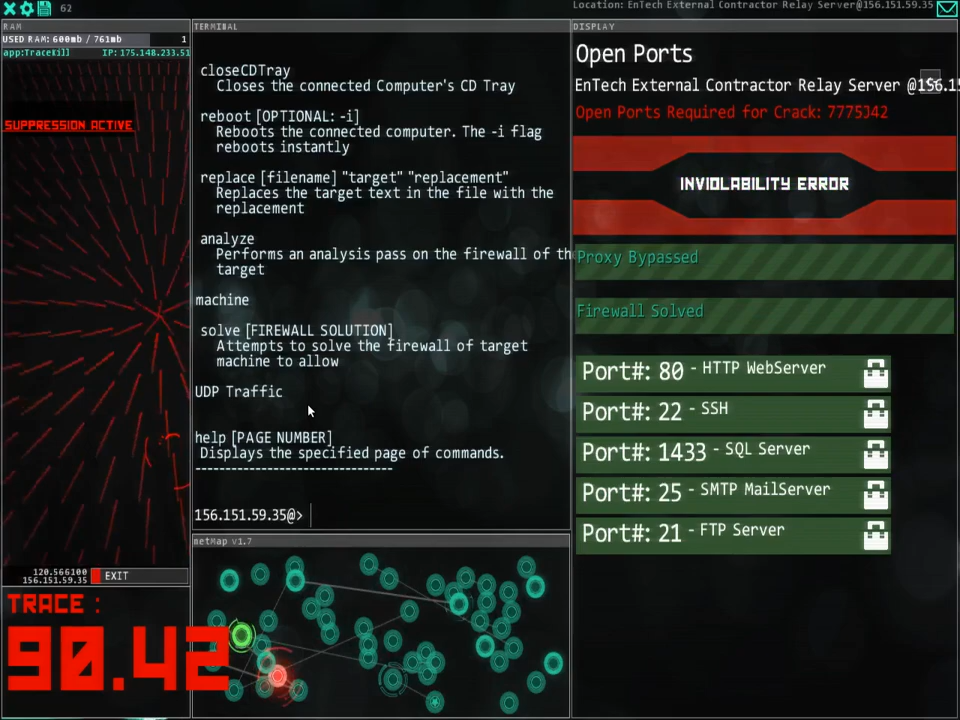 62
Location: EnTech External Contractor Relay Server@156.151.59.35
RAM
USED RAM: 600mb / 761mb 1
app:TraceKill IP:175.148.233.51
SUPPRESSION ACTIVE
120.566100
156.151.59.35
EXIT
TRACE :
90.42
TERMINAL
closeCDTray
Closes the connected Computer's CD Tray
reboot [OPTIONAL: -i]
Reboots the connected computer. The -i flag
reboots instantly
replace [filename] "target" "replacement"
Replaces the target text in the file with the
replacement
analyze
Performs an analysis pass on the firewall of th
target
machine
solve [FIREWALL SOLUTION]
Attempts to solve the firewall of target
machine to allow
UDP Traffic
help [PAGE NUMBER]
Displays the specified page of commands.
--------------------------------
156.151.59.35@>
netMap v1.7
DISPLAY
Open Ports
EnTech External Contractor Relay Server @156.15
Open Ports Required for Crack: 7775J42
INVIOLABILITY ERROR
Proxy Bypassed
Firewall Solved
Port#: 80 - HTTP WebServer
Port#: 22 - SSH
Port#: 1433 - SQL Server
Port#: 25 - SMTP MailServer
Port#: 21 - FTP Server